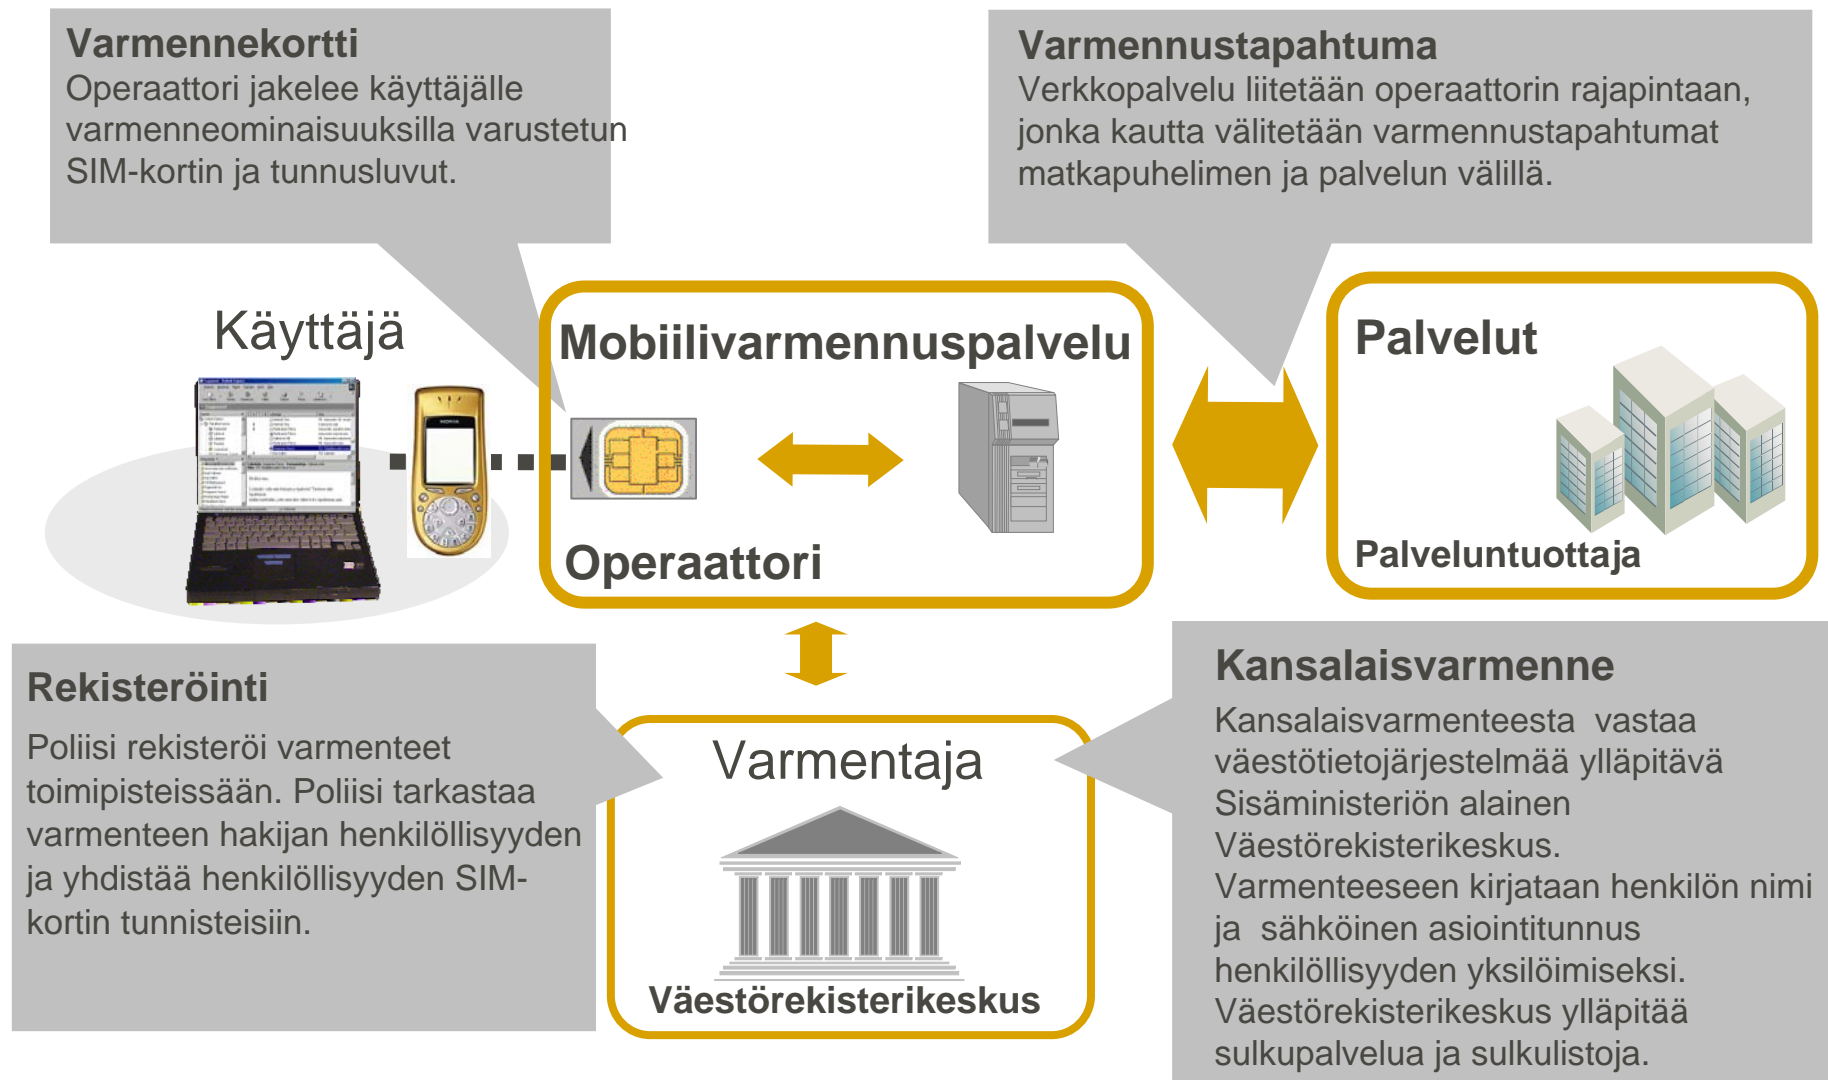 Varmennekortti
Operaattori jakelee käyttäjälle
varmenneominaisuuksilla varustetun
SIM-kortin ja tunnusluvut.
Varmennustapahtuma
Verkkopalvelu liitetään operaattorin rajapintaan,
jonka kautta välitetään varmennustapahtumat
matkapuhelimen ja palvelun välillä.
Käyttäjä
NOKIA
Mobiilivarmennuspalvelu
Operaattori
Palvelut
Palveluntuottaja
Rekisteröinti
Poliisi rekisteröi varmenteet
toimipisteissään. Poliisi tarkastaa
varmenteen hakijan henkilöllisyyden
ja yhdistää henkilöllisyyden SIM-
kortin tunnisteisiin.
Varmentaja
Väestörekisterikeskus
Kansalaisvarmenne
Kansalaisvarmenteesta  vastaa
väestötietojärjestelmää ylläpitävä
Sisäministeriön alainen
Väestörekisterikeskus.
Varmenteeseen kirjataan henkilön nimi
ja  sähköinen asiointitunnus
henkilöllisyyden yksilöimiseksi.
Väestörekisterikeskus ylläpitää
sulkupalvelua ja sulkulistoja.